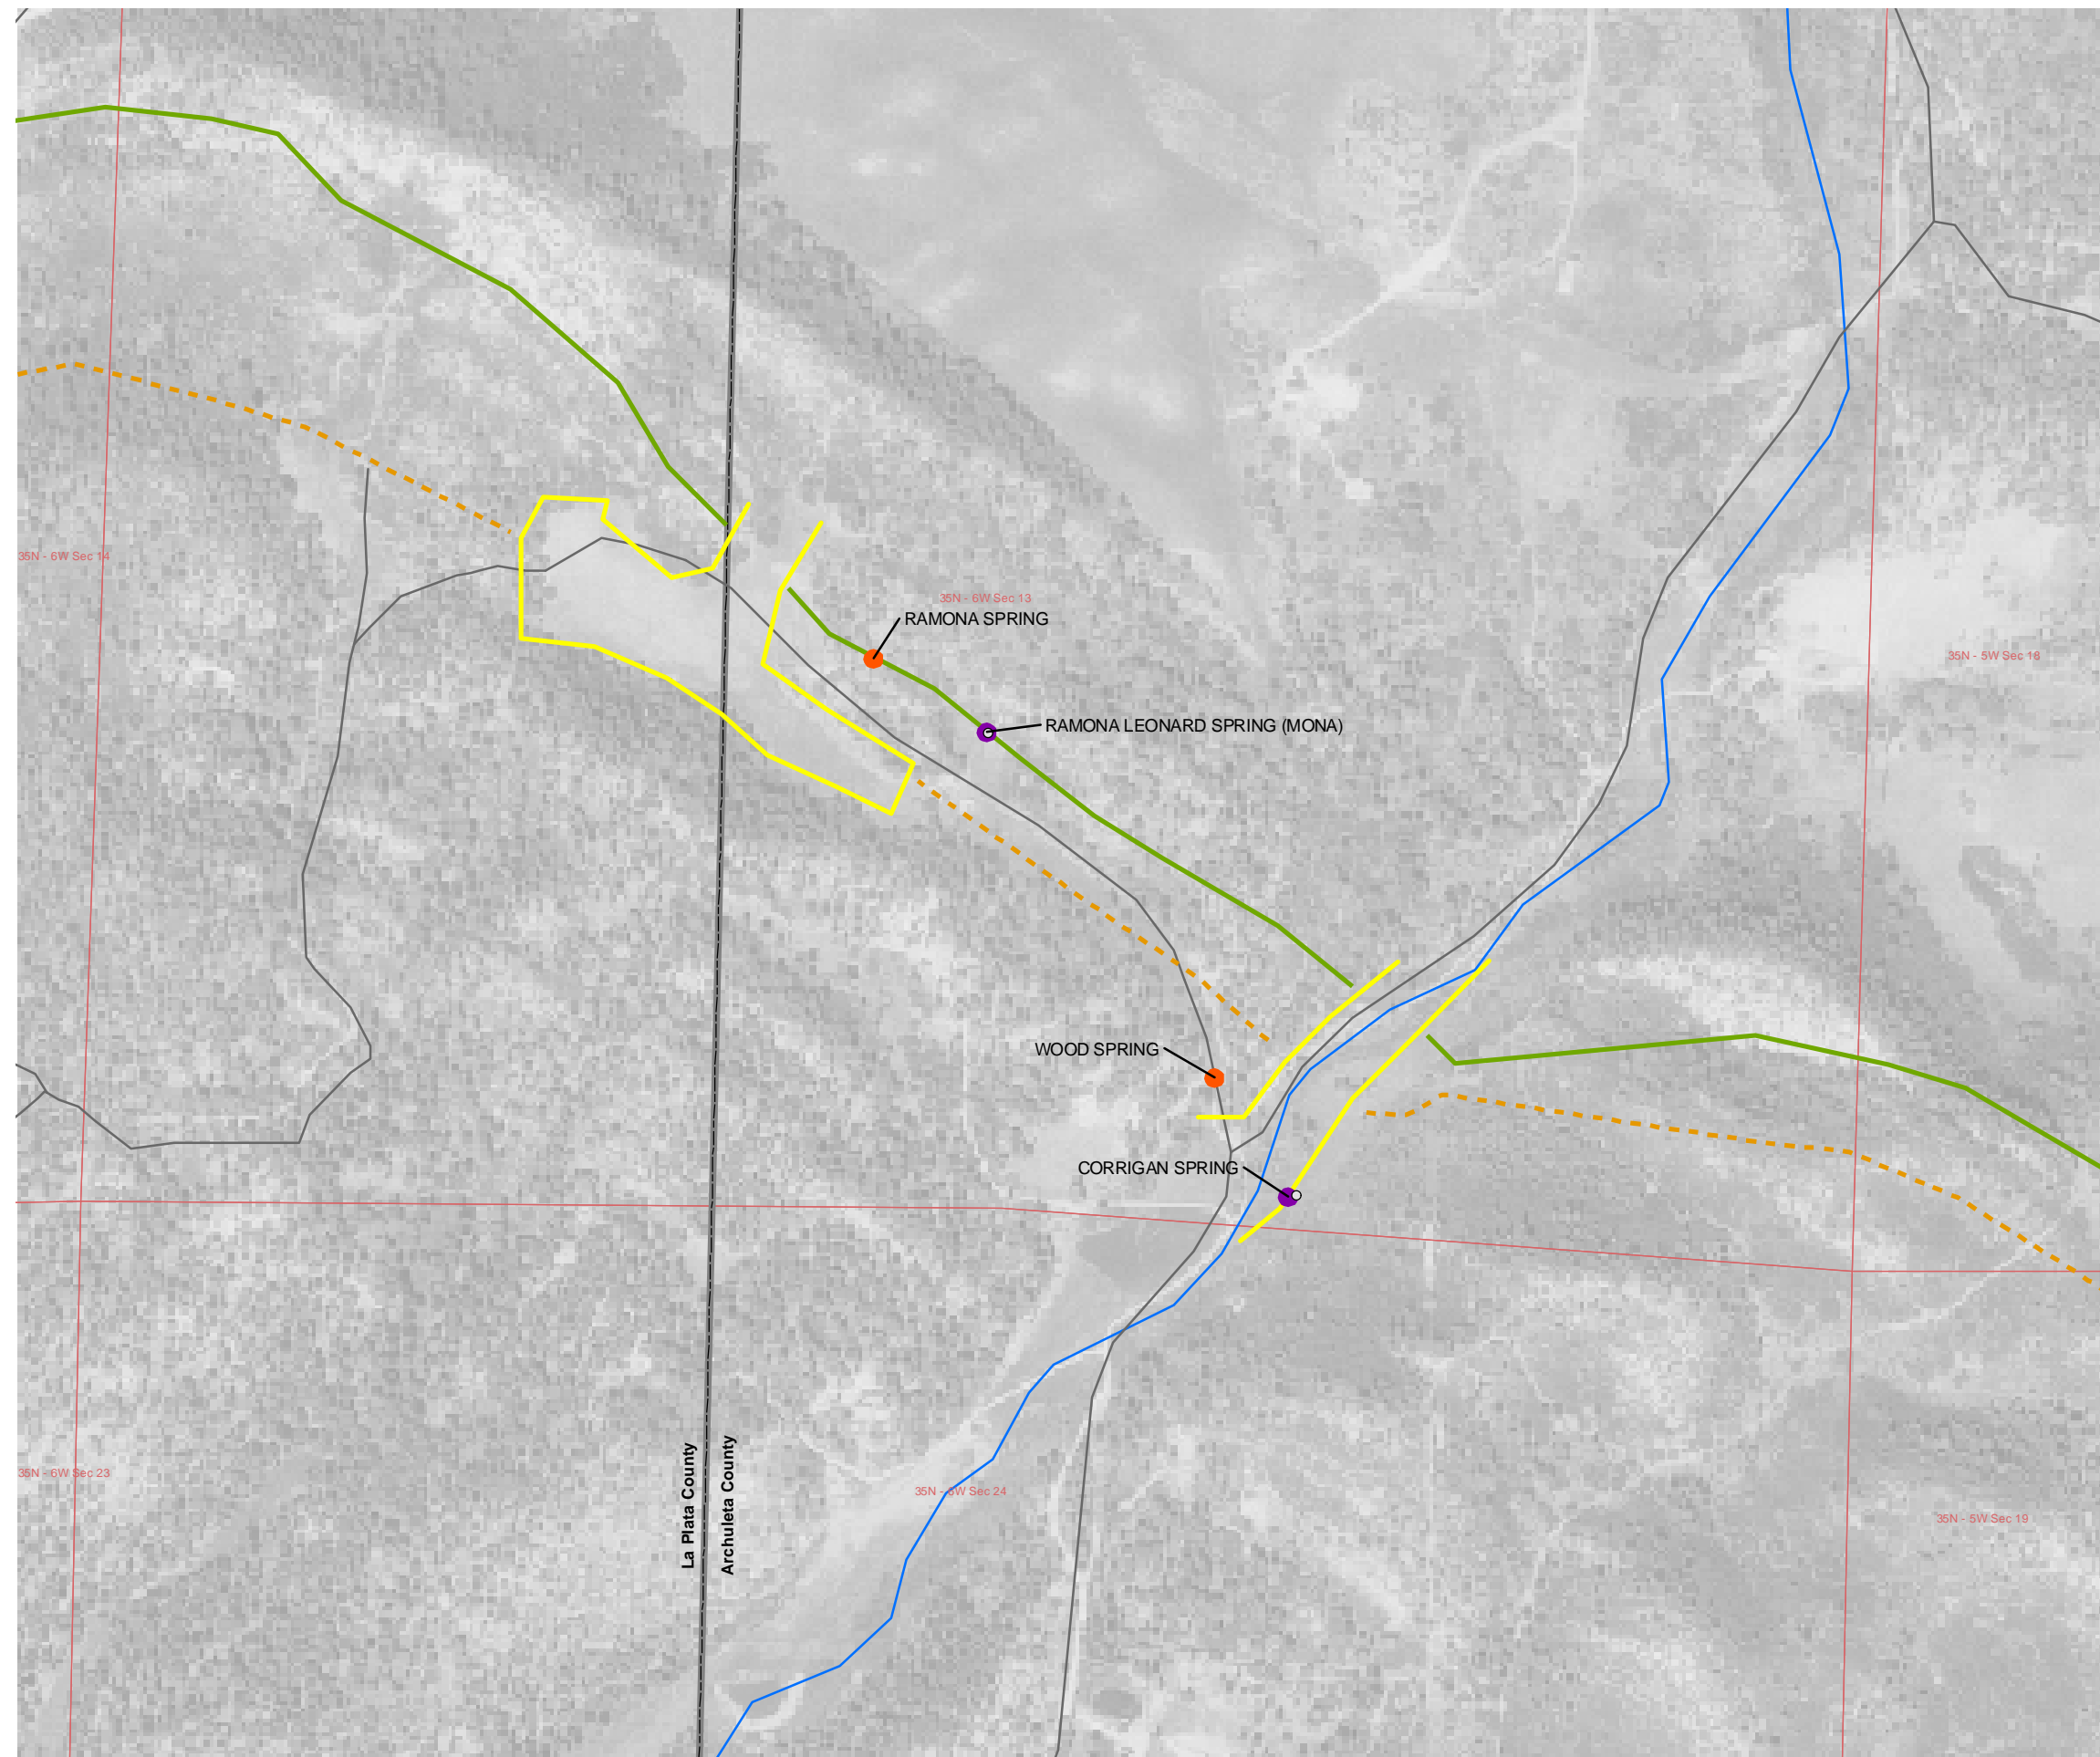 35N - 6W Sec 14
35N - 6W Sec 13
RAMONA SPRING
35N - 5W Sec 18
RAMONA LEONARD SPRING (MONA)
WOOD SPRING
CORRIGAN SPRING
La Plata County
Archuleta County
35N - 6W Sec 23
35N - 6W Sec 24
35N - 5W Sec 19